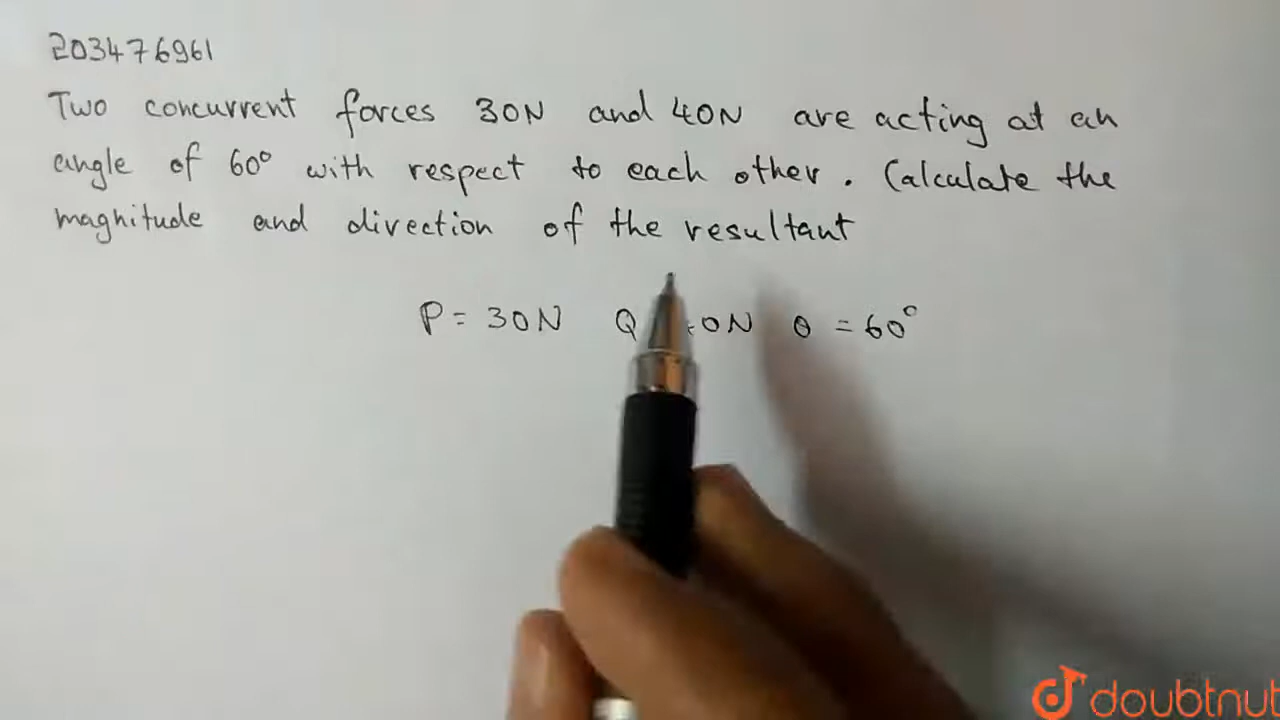 203476961
Two concurrent forces 30N and 40N are acting at an
angle of 60° with respect to each other. Calculate the
magnitude and direction of the resultant
P = 30N Q 0N θ = 60°
doubtnut